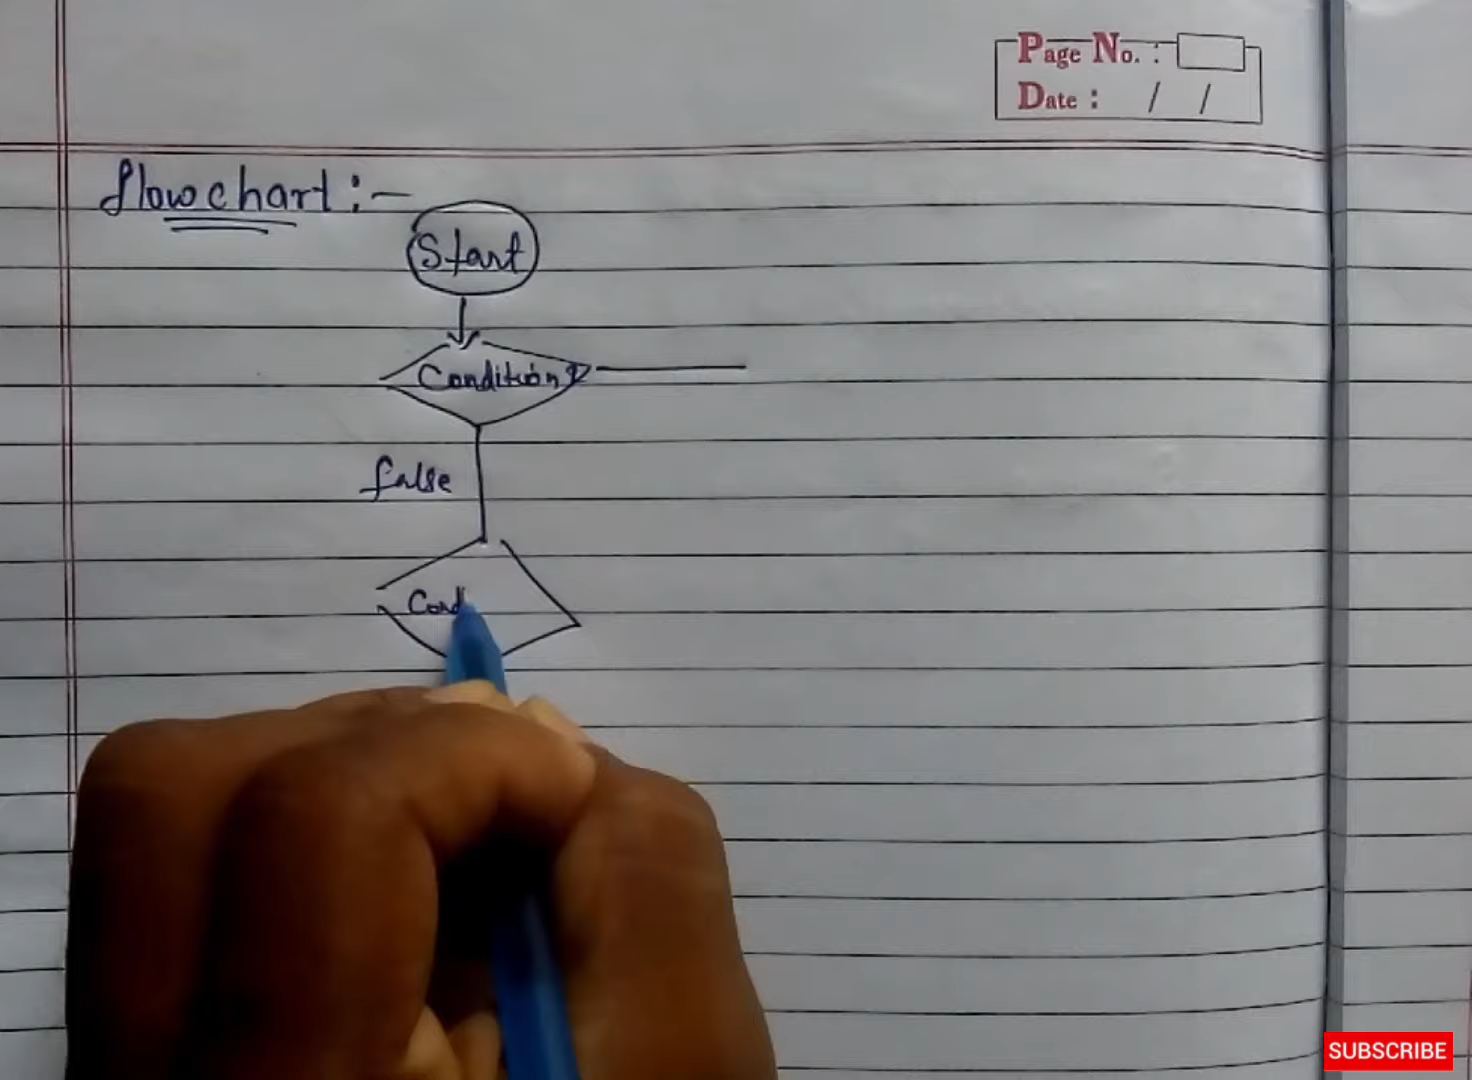 Page No. :
Date : / /
flowchart :-
Start
Condition
false
Cond
SUBSCRIBE